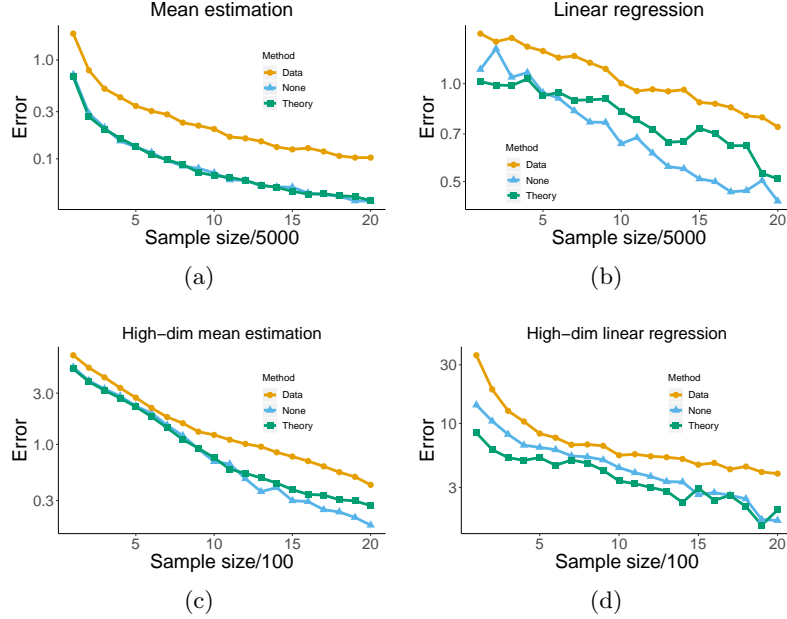 Mean estimation
Error
1.0
0.3
0.1
Method
Data
None
Theory
5
10
15
20
Sample size/5000
(a)
Linear regression
Error
1.0
0.7
0.5
Method
Data
None
Theory
5
10
15
20
Sample size/5000
(b)
High−dim mean estimation
Error
3.0
1.0
0.3
Method
Data
None
Theory
5
10
15
20
Sample size/100
(c)
High−dim linear regression
Error
30
10
3
Method
Data
None
Theory
5
10
15
20
Sample size/100
(d)